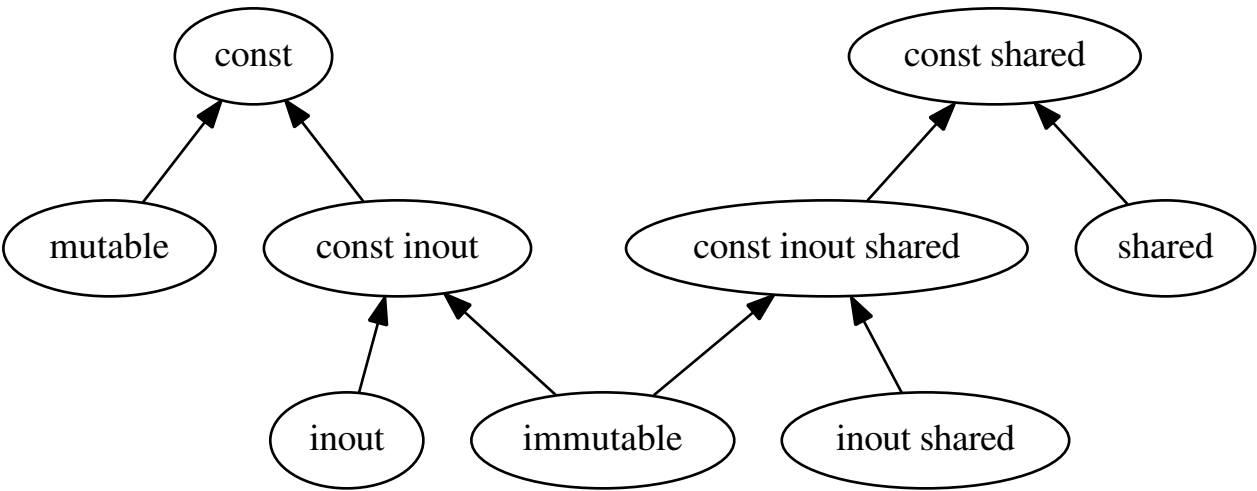 const
const shared
mutable
const inout
const inout shared
shared
inout
immutable
inout shared